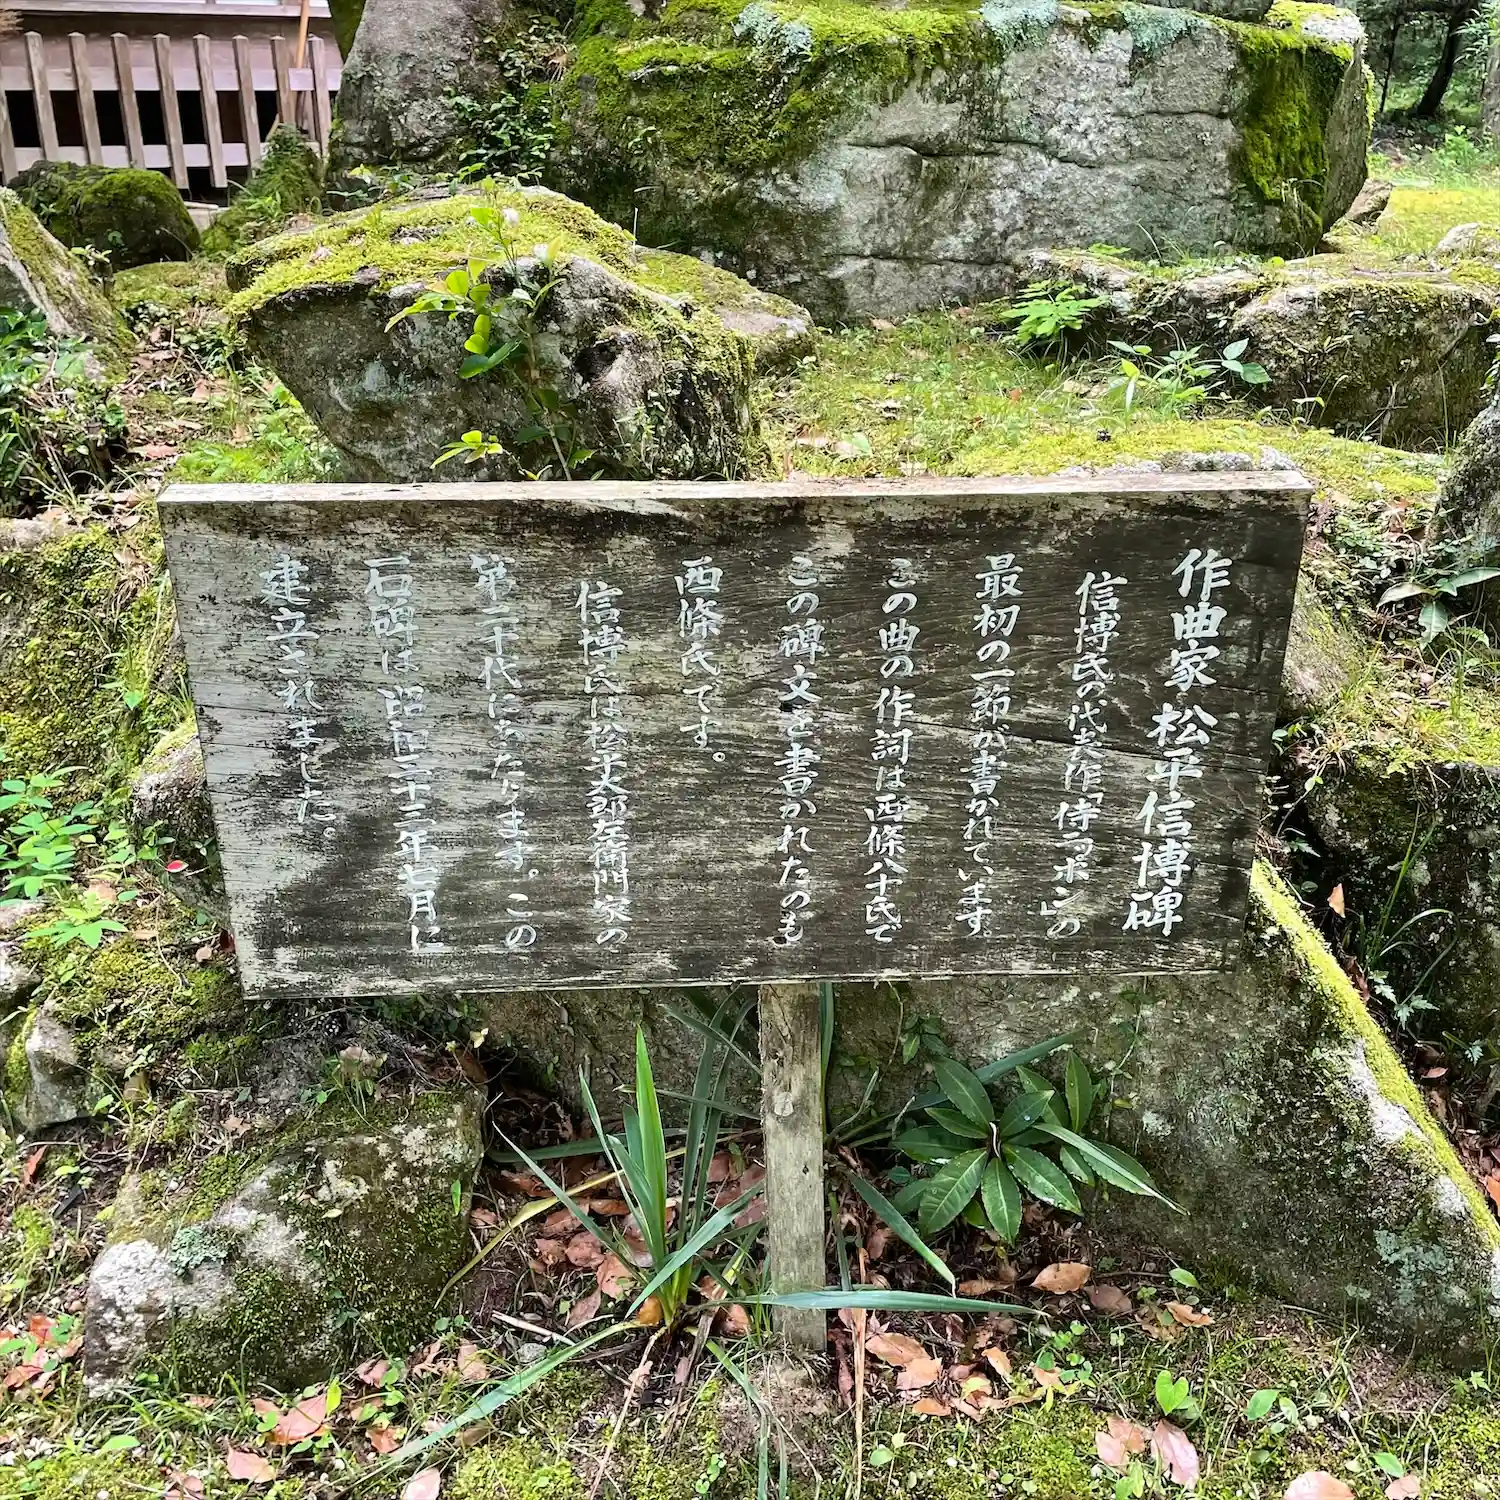 作曲家 松平信博碑
信博氏の代表作「侍ニッポン」の
最初の一節が書かれています。
この曲の作詞は西條八十氏で
この碑文を書かれたのも
西條氏です。
信博氏は松平太郎左衛門家の
第二十代にあたます。この
石碑は昭和三十三年七月に
建立されました。